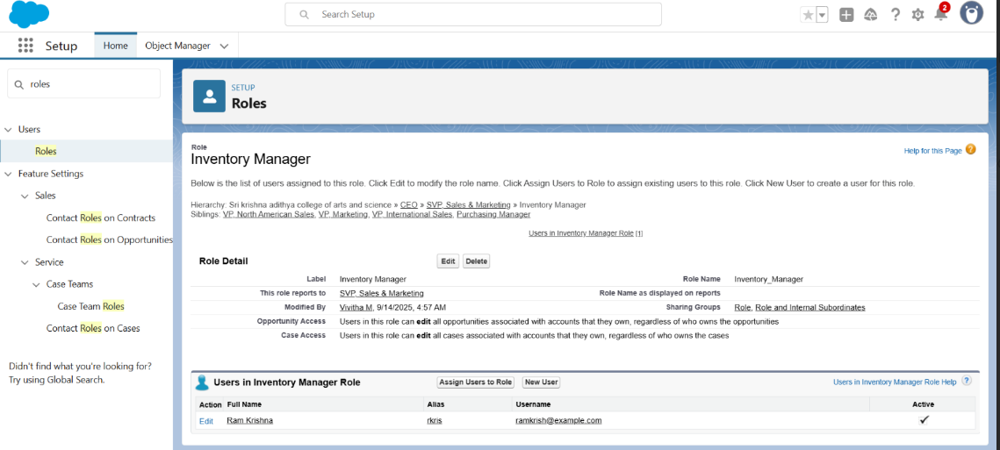 Search Setup
2
Setup
Home
Object Manager
roles
Users
Roles
Feature Settings
Sales
Contact Roles on Contracts
Contact Roles on Opportunities
Service
Case Teams
Case Team Roles
Contact Roles on Cases
Didn't find what you're looking for?
Try using Global Search.
SETUP
Roles
Role
Inventory Manager
Help for this Page ?
Below is the list of users assigned to this role. Click Edit to modify the role name. Click Assign Users to Role to assign existing users to this role. Click New User to create a user for this role.
Hierarchy: Sri krishna adithya college of arts and science » CEO » SVP, Sales & Marketing » Inventory Manager
Siblings: VP, North American Sales, VP, Marketing, VP, International Sales, Purchasing Manager
Users in Inventory Manager Role [1]
Role Detail Edit Delete
Label Inventory Manager Role Name Inventory_Manager
This role reports to SVP, Sales & Marketing Role Name as displayed on reports
Modified By Vivitha M, 9/14/2025, 4:57 AM Sharing Groups Role, Role and Internal Subordinates
Opportunity Access Users in this role can edit all opportunities associated with accounts that they own, regardless of who owns the opportunities
Case Access Users in this role can edit all cases associated with accounts that they own, regardless of who owns the cases
Users in Inventory Manager Role Assign Users to Role New User Users in Inventory Manager Role Help ?
Action Full Name Alias Username Active
Edit Ram Krishna rkris ramkrish@example.com